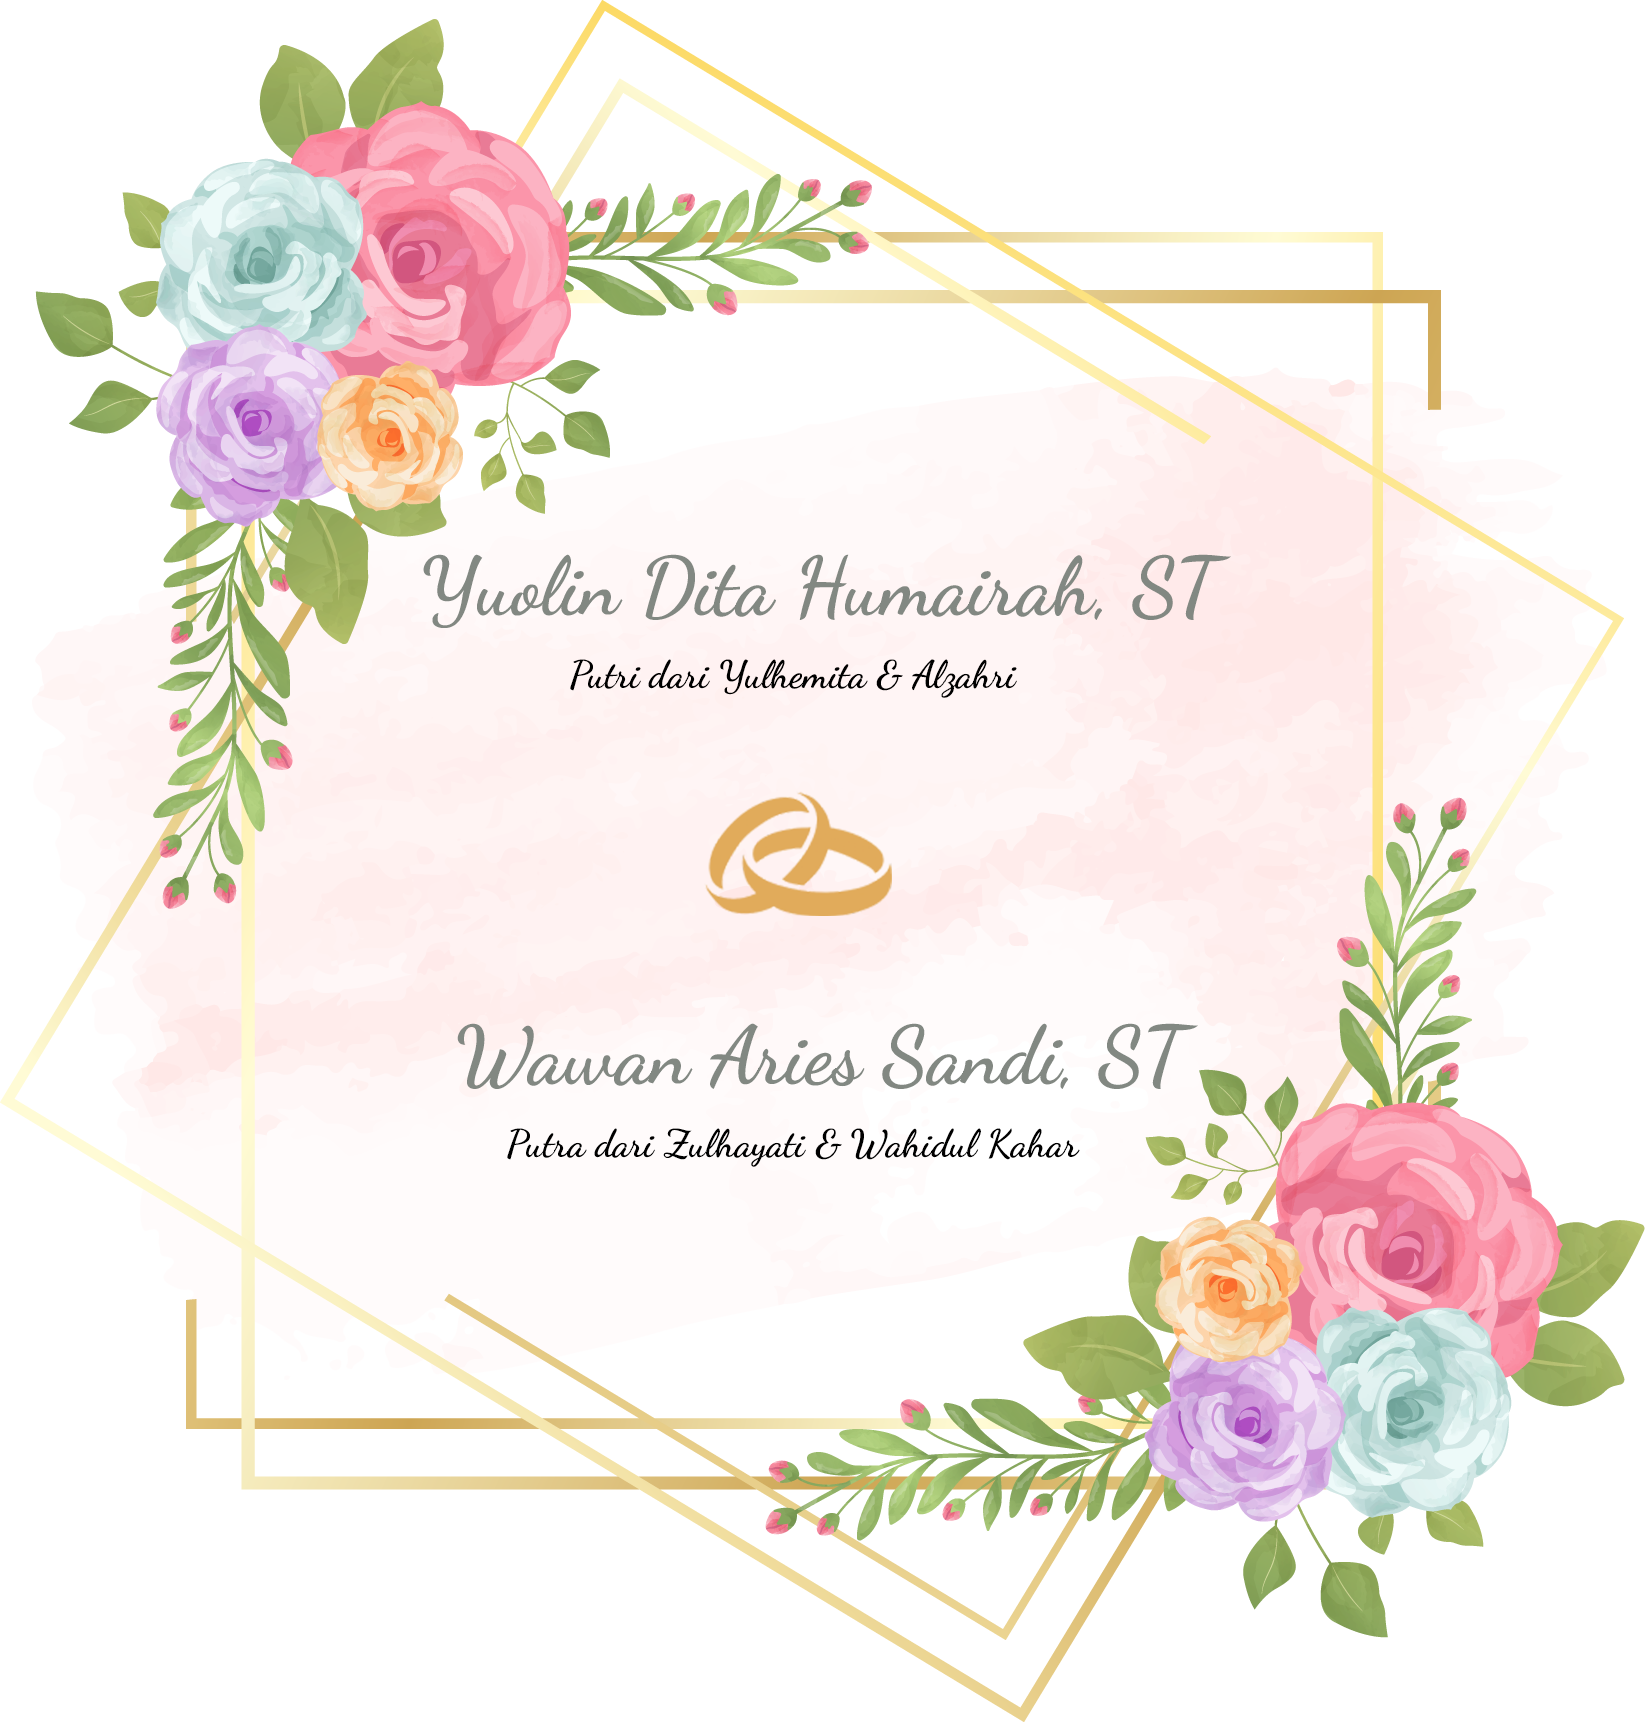 Yuolin Dita Humairah, ST
Putri dari Yulhemita & Alzahri
Wawan Aries Sandi, ST
Putra dari Zulhayati & Wahidul Kahar